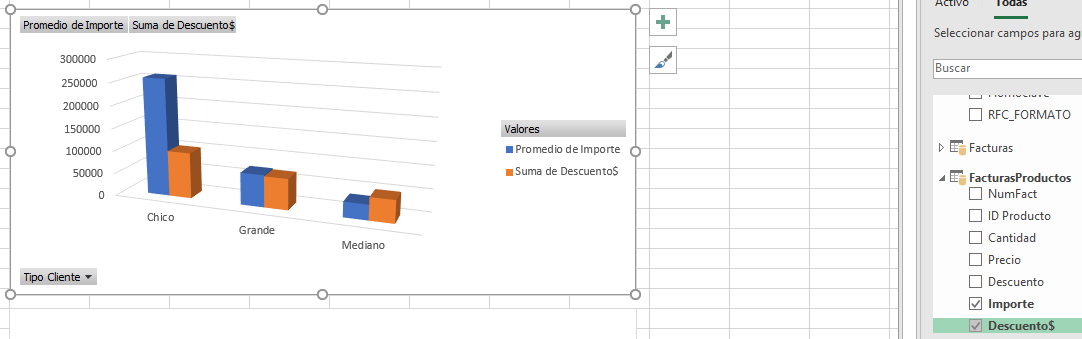 Promedio de Importe Suma de Descuento$
300000
250000
200000
150000
100000
50000
0
Chico
Grande
Mediano
Valores
Promedio de Importe
Suma de Descuento$
Tipo Cliente
Activo Todas
Seleccionar campos para ag
Buscar
RFC_FORMATO
Facturas
FacturasProductos
NumFact
ID Producto
Cantidad
Precio
Descuento
Importe
Descuento$